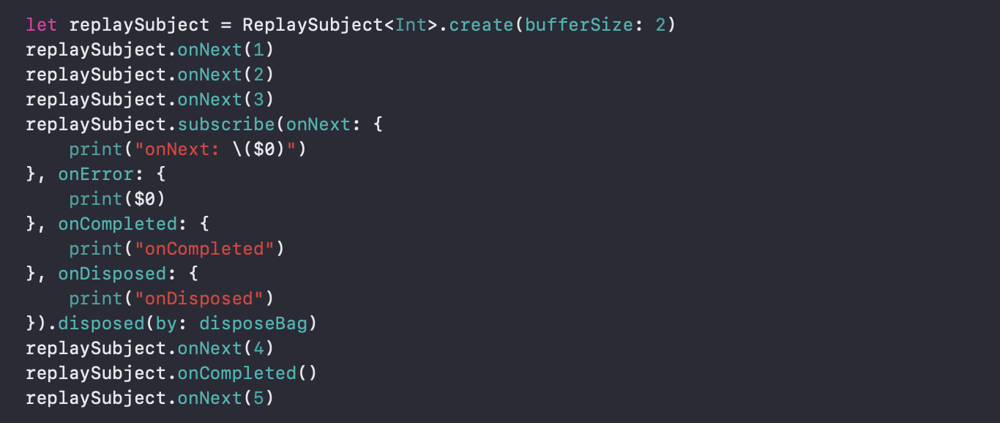 let replaySubject = ReplaySubject<Int>.create(bufferSize: 2)
replaySubject.onNext(1)
replaySubject.onNext(2)
replaySubject.onNext(3)
replaySubject.subscribe(onNext: {
    print("onNext: \($0)")
}, onError: {
    print($0)
}, onCompleted: {
    print("onCompleted")
}, onDisposed: {
    print("onDisposed")
}).disposed(by: disposeBag)
replaySubject.onNext(4)
replaySubject.onCompleted()
replaySubject.onNext(5)